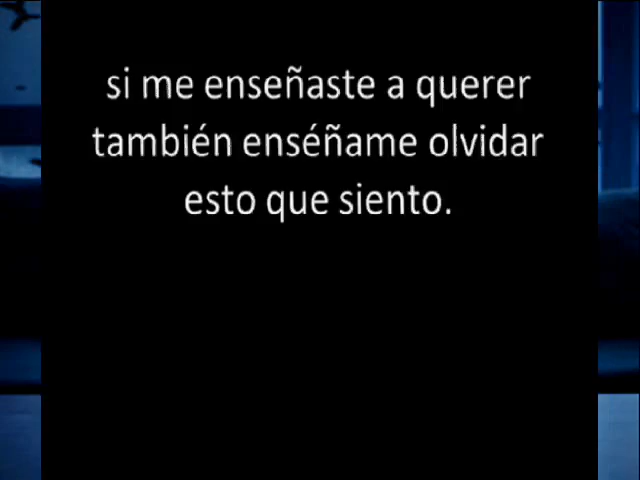 si me enseñaste a querer
también enséñame olvidar
esto que siento.